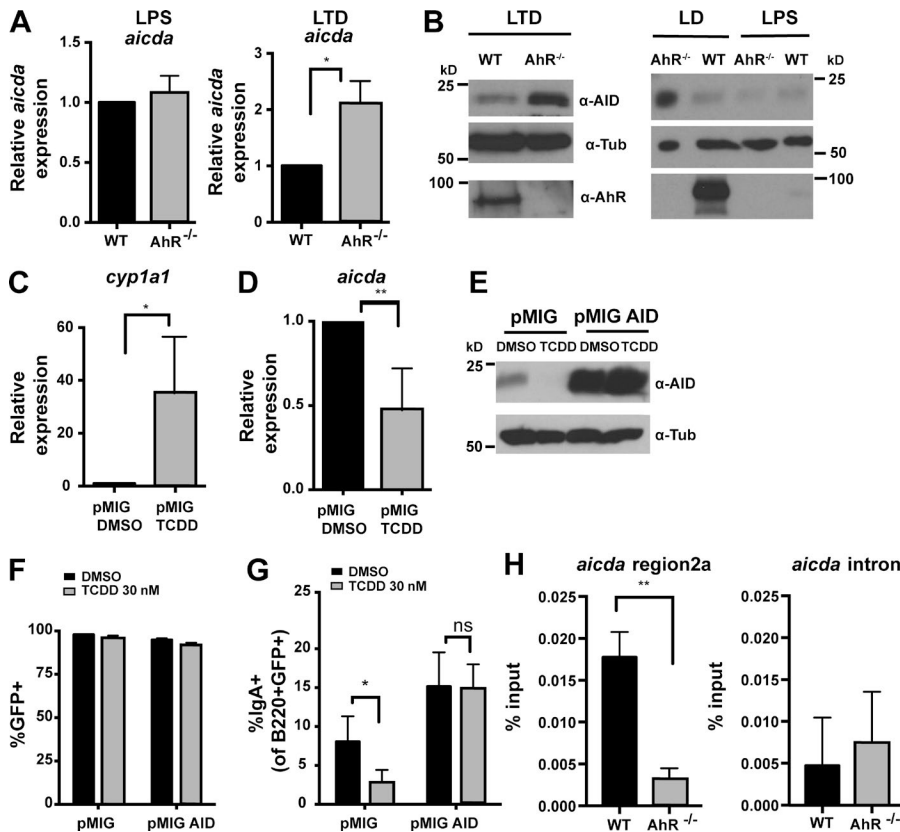 A
LPS
aicda
Relative aicda
expression
1.5
1.0
0.5
0.0
WT
AhR-/-
LTD
aicda
Relative aicda
expression
3
2
1
0
*
WT
AhR-/-
B
LTD
WT AhR-/-
kD
25
50
100
α-AID
α-Tub
α-AhR
LD LPS
AhR-/- WT AhR-/- WT
kD
25
50
100
C
cyp1a1
Relative
expression
60
40
20
0
*
pMIG
DMSO
pMIG
TCDD
D
aicda
Relative
expression
1.0
0.5
0.0
**
pMIG
DMSO
pMIG
TCDD
E
pMIG pMIG AID
DMSO TCDD DMSO TCDD
kD
25
50
α-AID
α-Tub
F
DMSO
TCDD 30 nM
%GFP+
100
75
50
25
0
pMIG
pMIG AID
G
DMSO
TCDD 30 nM
%IgA+
(of B220+GFP+)
25
20
15
10
5
0
*
ns
pMIG
pMIG AID
H
aicda region2a
% input
0.020
0.015
0.010
0.005
0.000
**
WT
AhR -/-
aicda intron
% input
0.020
0.015
0.010
0.005
0.000
WT
AhR -/-